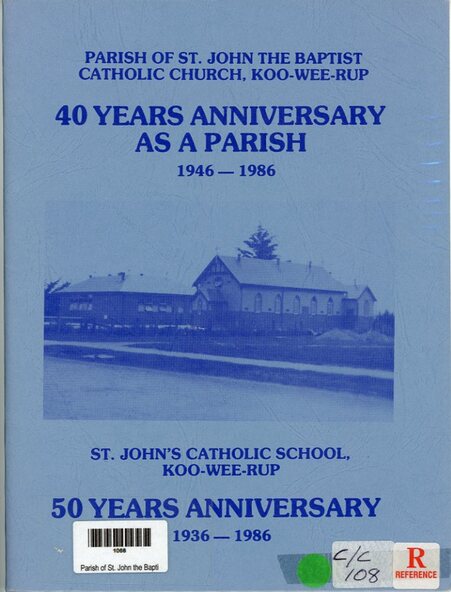 PARISH OF ST. JOHN THE BAPTIST
CATHOLIC CHURCH, KOO-WEE-RUP
40 YEARS ANNIVERSARY
AS A PARISH
1946 — 1986
ST. JOHN'S CATHOLIC SCHOOL,
KOO-WEE-RUP
50 YEARS ANNIVERSARY
1936 — 1986
1066
Parish of St. John the Bapti
C/C
108
R
REFERENCE